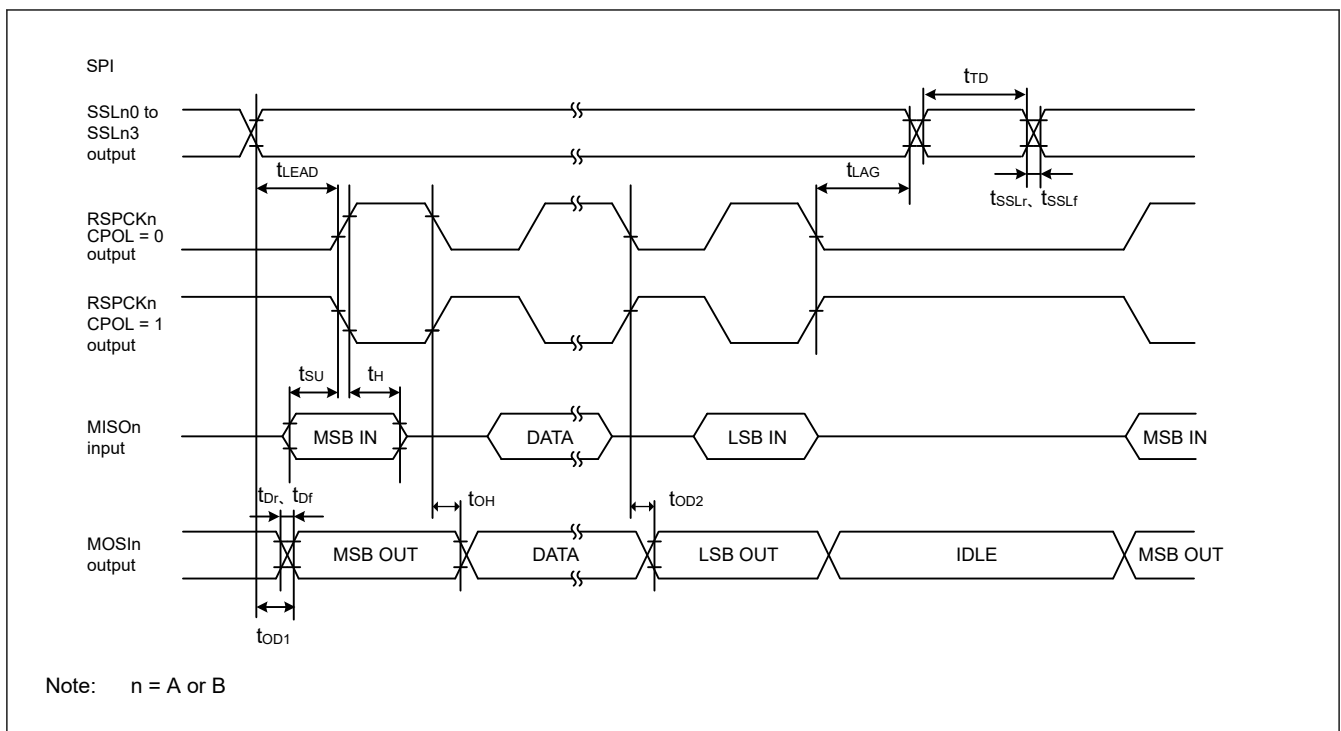 SPI
tTD
SSLn0 to
SSLn3
output
tLEAD
tLAG
tSSLr、tSSLf
RSPCKn
CPOL = 0
output
RSPCKn
CPOL = 1
output
tSU
tH
MISOn
input
MSB IN
DATA
LSB IN
MSB IN
tDr、tDf
tOH
tOD2
MOSIn
output
MSB OUT
DATA
LSB OUT
IDLE
MSB OUT
tOD1
Note: n = A or B